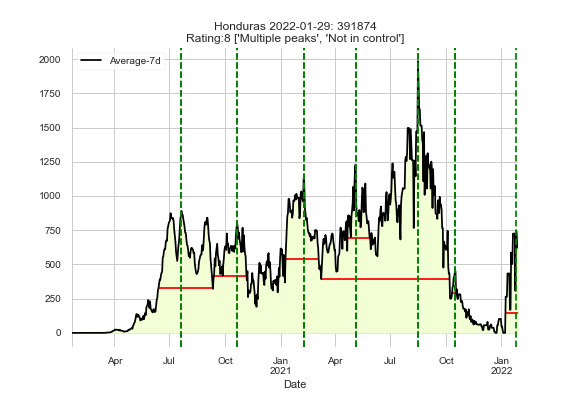 Honduras 2022-01-29: 391874
Rating:8 ['Multiple peaks', 'Not in control']
Average-7d
2000
1750
1500
1250
1000
750
500
250
0
Apr Jul Oct Jan Apr Jul Oct Jan
2021 2022
Date